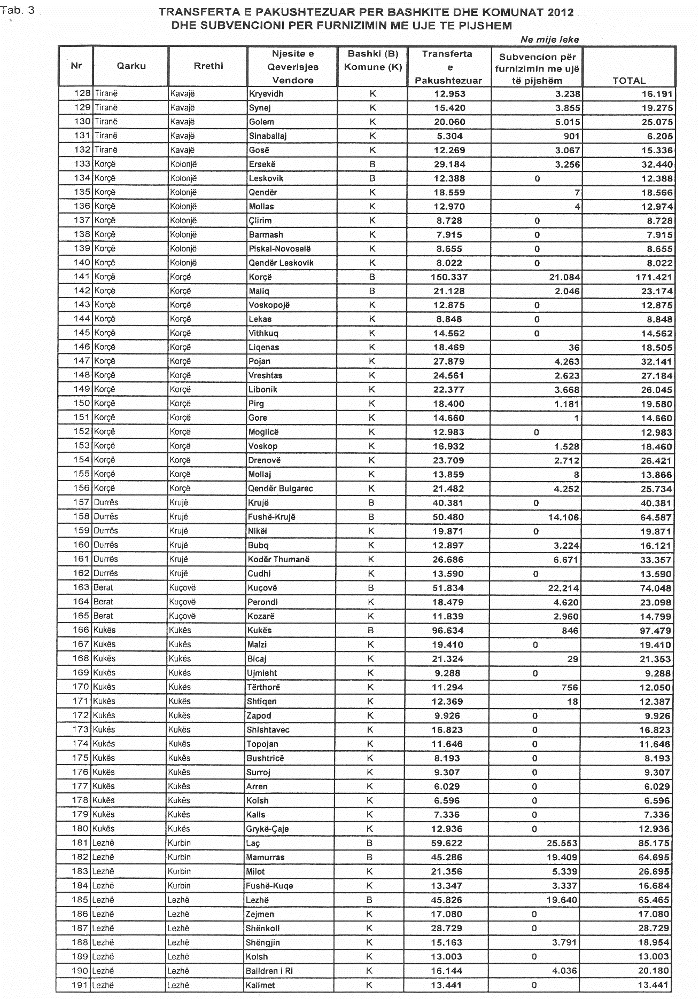 Tab. 3
TRANSFERTA E PAKUSHTEZUAR PER BASHKITE DHE KOMUNAT 2012
DHE SUBVENCIONI PER FURNIZIMIN ME UJE TE PIJSHEM
Ne mije leke
Nr Qarku Rrethi Njesite e Qeverisjes Vendore Bashki (B) Komune (K) Transferta e Pakushtezuar Subvencion për furnizimin me ujë të pijshëm TOTAL
128 Tiranë Kavajë Kryevidh K 12.953 3.238 16.191
129 Tiranë Kavajë Synej K 15.420 3.855 19.275
130 Tiranë Kavajë Golem K 20.060 5.015 25.075
131 Tiranë Kavajë Sinaballaj K 5.304 901 6.205
132 Tiranë Kavajë Gosë K 12.269 3.067 15.336
133 Korçë Kolonjë Ersekë B 29.184 3.256 32.440
134 Korçë Kolonjë Leskovik B 12.388 0 12.388
135 Korçë Kolonjë Qendër K 18.559 7 18.566
136 Korçë Kolonjë Mollas K 12.970 4 12.974
137 Korçë Kolonjë Çlirim K 8.728 0 8.728
138 Korçë Kolonjë Barmash K 7.915 0 7.915
139 Korçë Kolonjë Piskal-Novoselë K 8.655 0 8.655
140 Korçë Kolonjë Qendër Leskovik K 8.022 0 8.022
141 Korçë Korçë Korçë B 150.337 21.084 171.421
142 Korçë Korçë Maliq B 21.128 2.046 23.174
143 Korçë Korçë Voskopojë K 12.875 0 12.875
144 Korçë Korçë Lekas K 8.848 0 8.848
145 Korçë Korçë Vithkuq K 14.562 0 14.562
146 Korçë Korçë Liqenas K 18.469 36 18.505
147 Korçë Korçë Pojan K 27.879 4.263 32.141
148 Korçë Korçë Vreshtas K 24.561 2.623 27.184
149 Korçë Korçë Libonik K 22.377 3.668 26.045
150 Korçë Korçë Pirg K 18.400 1.181 19.580
151 Korçë Korçë Gore K 14.660 1 14.660
152 Korçë Korçë Moglicë K 12.983 0 12.983
153 Korçë Korçë Voskop K 16.932 1.528 18.460
154 Korçë Korçë Drenovë K 23.709 2.712 26.421
155 Korçë Korçë Mollaj K 13.859 8 13.866
156 Korçë Korçë Qendër Bulgarec K 21.482 4.252 25.734
157 Durrës Krujë Krujë B 40.381 0 40.381
158 Durrës Krujë Fushë-Krujë B 50.480 14.106 64.587
159 Durrës Krujë Nikël K 19.871 0 19.871
160 Durrës Krujë Bubq K 12.897 3.224 16.121
161 Durrës Krujë Kodër Thumanë K 26.686 6.671 33.357
162 Durrës Krujë Cudhi K 13.590 0 13.590
163 Berat Kuçovë Kuçovë B 51.834 22.214 74.048
164 Berat Kuçovë Perondi K 18.479 4.620 23.098
165 Berat Kuçovë Kozarë K 11.839 2.960 14.799
166 Kukës Kukës Kukës B 96.634 846 97.479
167 Kukës Kukës Malzi K 19.410 0 19.410
168 Kukës Kukës Bicaj K 21.324 29 21.353
169 Kukës Kukës Ujmisht K 9.288 0 9.288
170 Kukës Kukës Tërthorë K 11.294 756 12.050
171 Kukës Kukës Shtiqen K 12.369 18 12.387
172 Kukës Kukës Zapod K 9.926 0 9.926
173 Kukës Kukës Shishtavec K 16.823 0 16.823
174 Kukës Kukës Topojan K 11.646 0 11.646
175 Kukës Kukës Bushtricë K 8.193 0 8.193
176 Kukës Kukës Surroj K 9.307 0 9.307
177 Kukës Kukës Arren K 6.029 0 6.029
178 Kukës Kukës Kolsh K 6.596 0 6.596
179 Kukës Kukës Kalis K 7.336 0 7.336
180 Kukës Kukës Grykë-Çaje K 12.936 0 12.936
181 Lezhë Kurbin Laç B 59.622 25.553 85.175
182 Lezhë Kurbin Mamurras B 45.286 19.409 64.695
183 Lezhë Kurbin Milot K 21.356 5.339 26.695
184 Lezhë Kurbin Fushë-Kuqe K 13.347 3.337 16.684
185 Lezhë Lezhë Lezhë B 45.826 19.640 65.465
186 Lezhë Lezhë Zejmen K 17.080 0 17.080
187 Lezhë Lezhë Shënkoll K 28.729 0 28.729
188 Lezhë Lezhë Shëngjin K 15.163 3.791 18.954
189 Lezhë Lezhë Kolsh K 13.003 0 13.003
190 Lezhë Lezhë Balldren i Ri K 16.144 4.036 20.180
191 Lezhë Lezhë Kallmet K 13.441 0 13.441